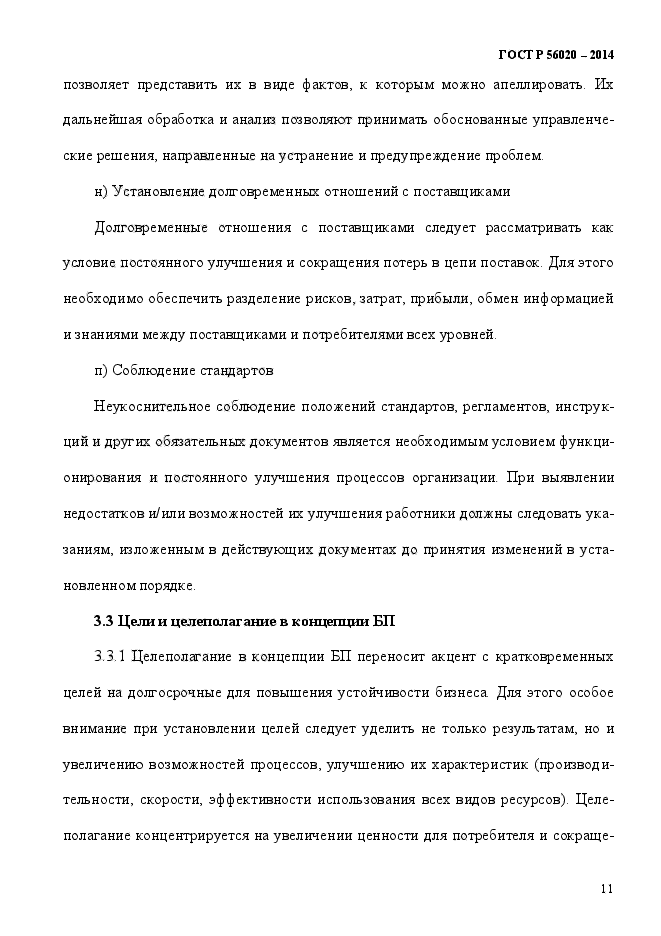 ГОСТ Р 56020 – 2014
позволяет представить их в виде фактов, к которым можно апеллировать. Их
дальнейшая обработка и анализ позволяют принимать обоснованные управленче-
ские решения, направленные на устранение и предупреждение проблем.
н) Установление долговременных отношений с поставщиками
Долговременные отношения с поставщиками следует рассматривать как
условие постоянного улучшения и сокращения потерь в цепи поставок. Для этого
необходимо обеспечить разделение рисков, затрат, прибыли, обмен информацией
и знаниями между поставщиками и потребителями всех уровней.
п) Соблюдение стандартов
Неукоснительное соблюдение положений стандартов, регламентов, инструк-
ций и других обязательных документов является необходимым условием функци-
онирования и постоянного улучшения процессов организации. При выявлении
недостатков и/или возможностей их улучшения работники должны следовать ука-
заниям, изложенным в действующих документах до принятия изменений в уста-
новленном порядке.
3.3 Цели и целеполагание в концепции БП
3.3.1 Целеполагание в концепции БП переносит акцент с кратковременных
целей на долгосрочные для повышения устойчивости бизнеса. Для этого особое
внимание при установлении целей следует уделить не только результатам, но и
увеличению возможностей процессов, улучшению их характеристик (производи-
тельности, скорости, эффективности использования всех видов ресурсов). Целе-
полагание концентрируется на увеличении ценности для потребителя и сокраще-
11